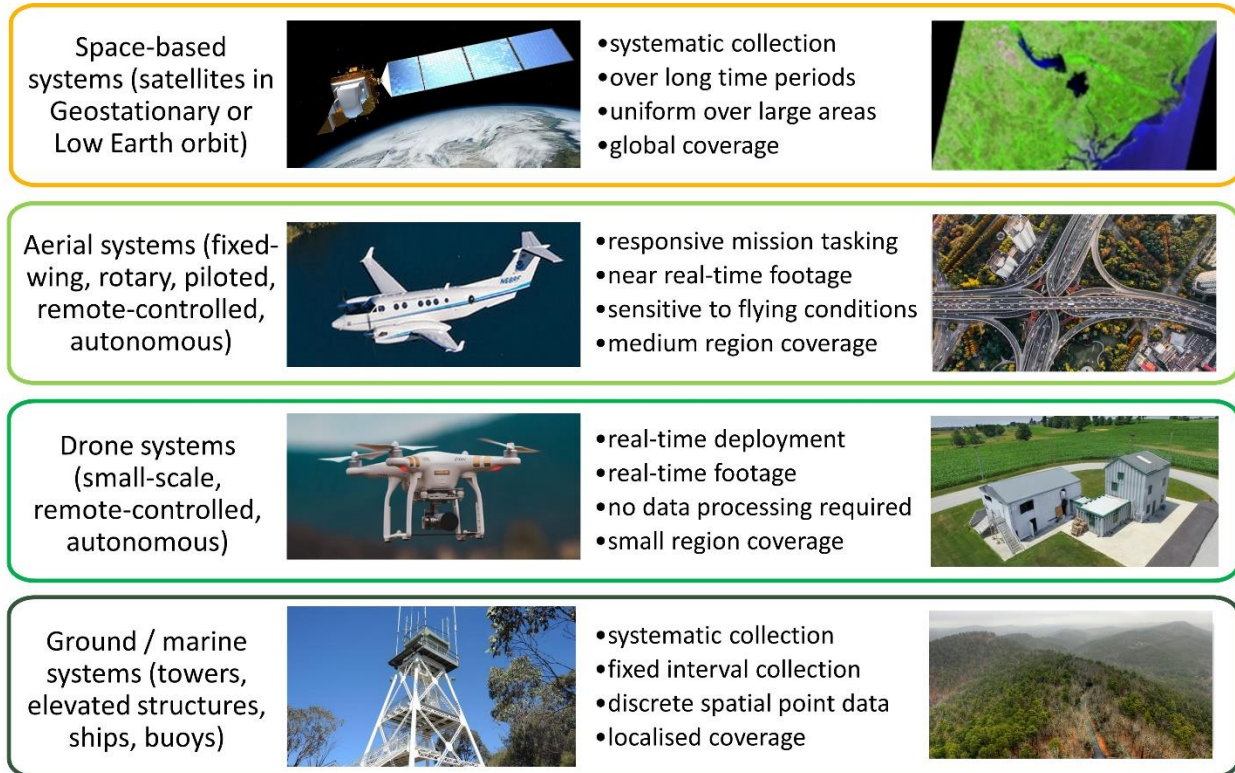 Space-based
systems (satellites in
Geostationary or
Low Earth orbit)
•systematic collection
•over long time periods
•uniform over large areas
•global coverage
Aerial systems (fixed-
wing, rotary, piloted,
remote-controlled,
autonomous)
•responsive mission tasking
•near real-time footage
•sensitive to flying conditions
•medium region coverage
Drone systems
(small-scale,
remote-controlled,
autonomous)
•real-time deployment
•real-time footage
•no data processing required
•small region coverage
Ground / marine
systems (towers,
elevated structures,
ships, buoys)
•systematic collection
•fixed interval collection
•discrete spatial point data
•localised coverage